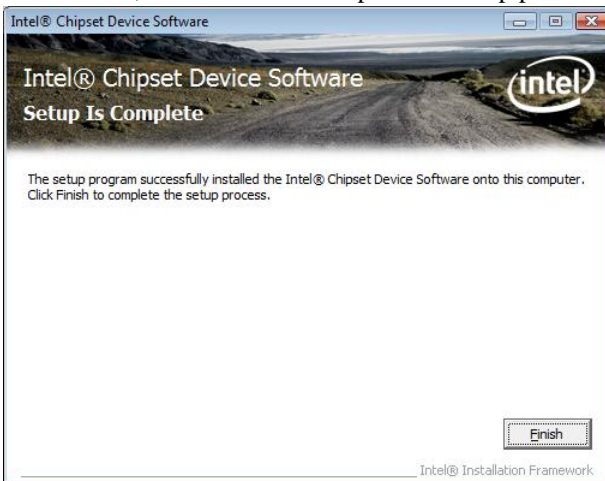 Intel® Chipset Device Software
Intel® Chipset Device Software
Setup Is Complete
intel
The setup program successfully installed the Intel® Chipset Device Software onto this computer.
Click Finish to complete the setup process.
Finish
Intel® Installation Framework